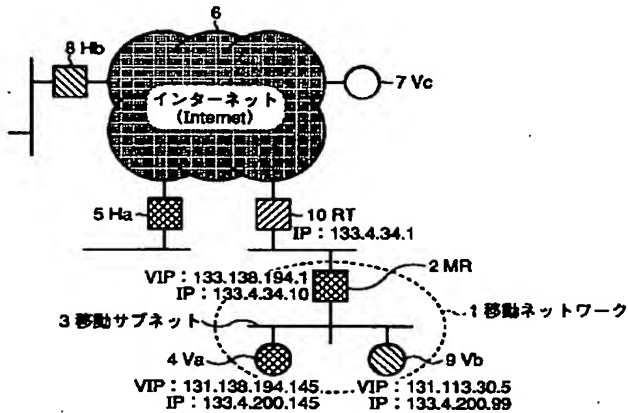 6
8 Hb
インターネット
(Internet)
7 Vc
5 Ha
10 RT
IP：133.4.34.1
VIP：133.138.194.1
IP：133.4.34.10
2 MR
3 移動サブネット
1 移動ネットワーク
4 Va
9 Vb
VIP：131.138.194.145
VIP：131.113.30.5
IP：133.4.200.145
IP：133.4.200.99